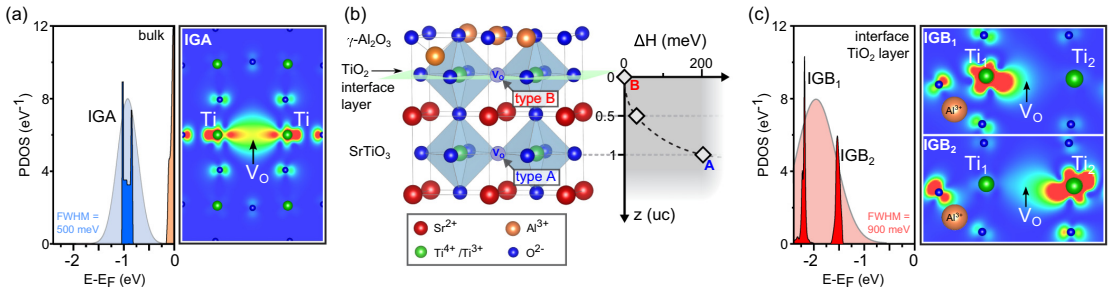 (a)
bulk
12
8
4
0
PDOS (eV⁻¹)
IGA
FWHM =
500 meV
-2
-1
0
E-E_F (eV)
IGA
Ti
Ti
V_O
(b)
γ-Al₂O₃
TiO₂
interface
layer
SrTiO₃
V_O
type B
V_O
type A
Sr²⁺
Al³⁺
Ti⁴⁺/Ti³⁺
O²⁻
ΔH (meV)
0
200
0
0.5
1
B
A
z (uc)
(c)
interface
TiO₂ layer
12
8
4
0
PDOS (eV⁻¹)
IGB₁
IGB₂
FWHM =
900 meV
-2
-1
0
E-E_F (eV)
IGB₁
Ti₁
Ti₂
Al³⁺
V_O
IGB₂
Ti₁
Ti₂
Al³⁺
V_O